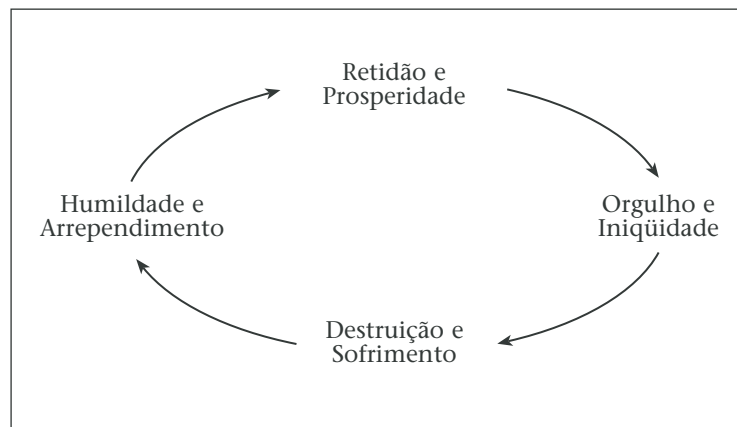 Retidão e
Prosperidade
Humildade e
Arrependimento
Orgulho e
Iniqüidade
Destruição e
Sofrimento